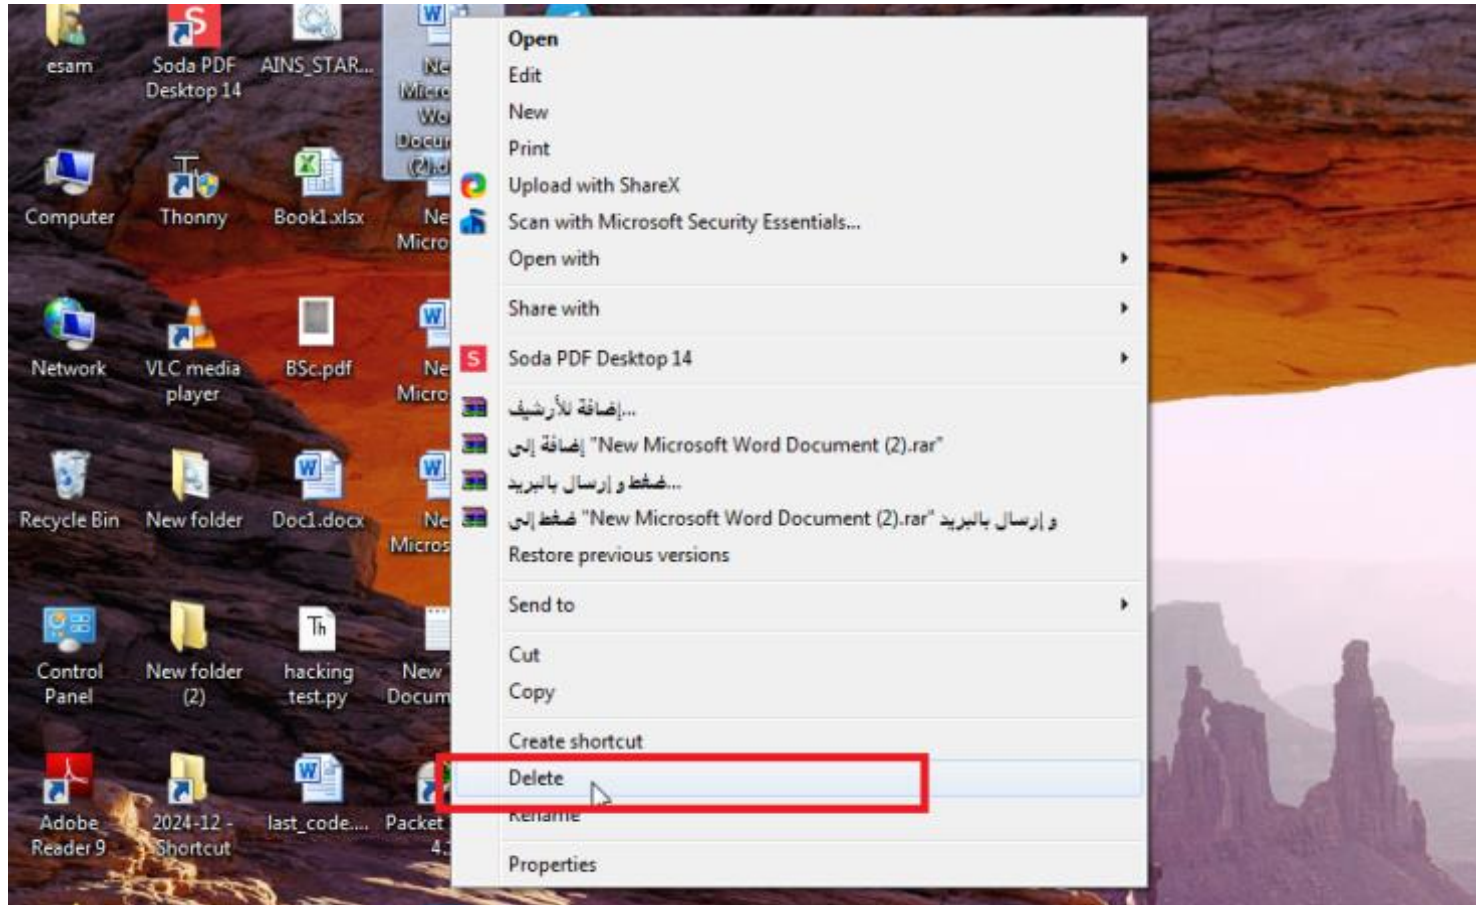 esam
Soda PDF
Desktop 14
AINS_STAR...
Computer
Thonny
Book1.xlsx
Network
VLC media
player
BSc.pdf
Recycle Bin
New folder
Doc1.docx
Control
Panel
New folder
(2)
hacking
test.py
New
Docum
Adobe
Reader 9
2024-12 -
Shortcut
last_code....
Packet
Open
Edit
New
Print
Upload with ShareX
Scan with Microsoft Security Essentials...
Open with
Share with
Soda PDF Desktop 14
إضافة للأرشيف...
إضافة إلى "New Microsoft Word Document (2).rar"
ضغط و إرسال بالبريد...
ضغط إلى "New Microsoft Word Document (2).rar" و إرسال بالبريد
Restore previous versions
Send to
Cut
Copy
Create shortcut
Delete
Rename
Properties